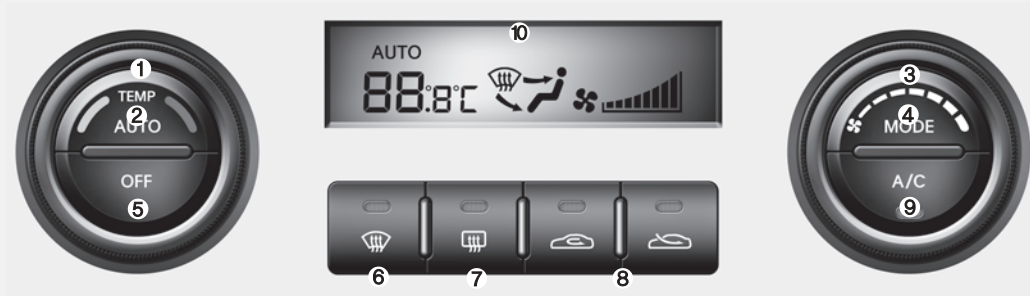 ⑩
① ③
TEMP
② ④
AUTO MODE
AUTO
88:8°C
OFF A/C
⑤ ⑨
⑥ ⑦ ⑧